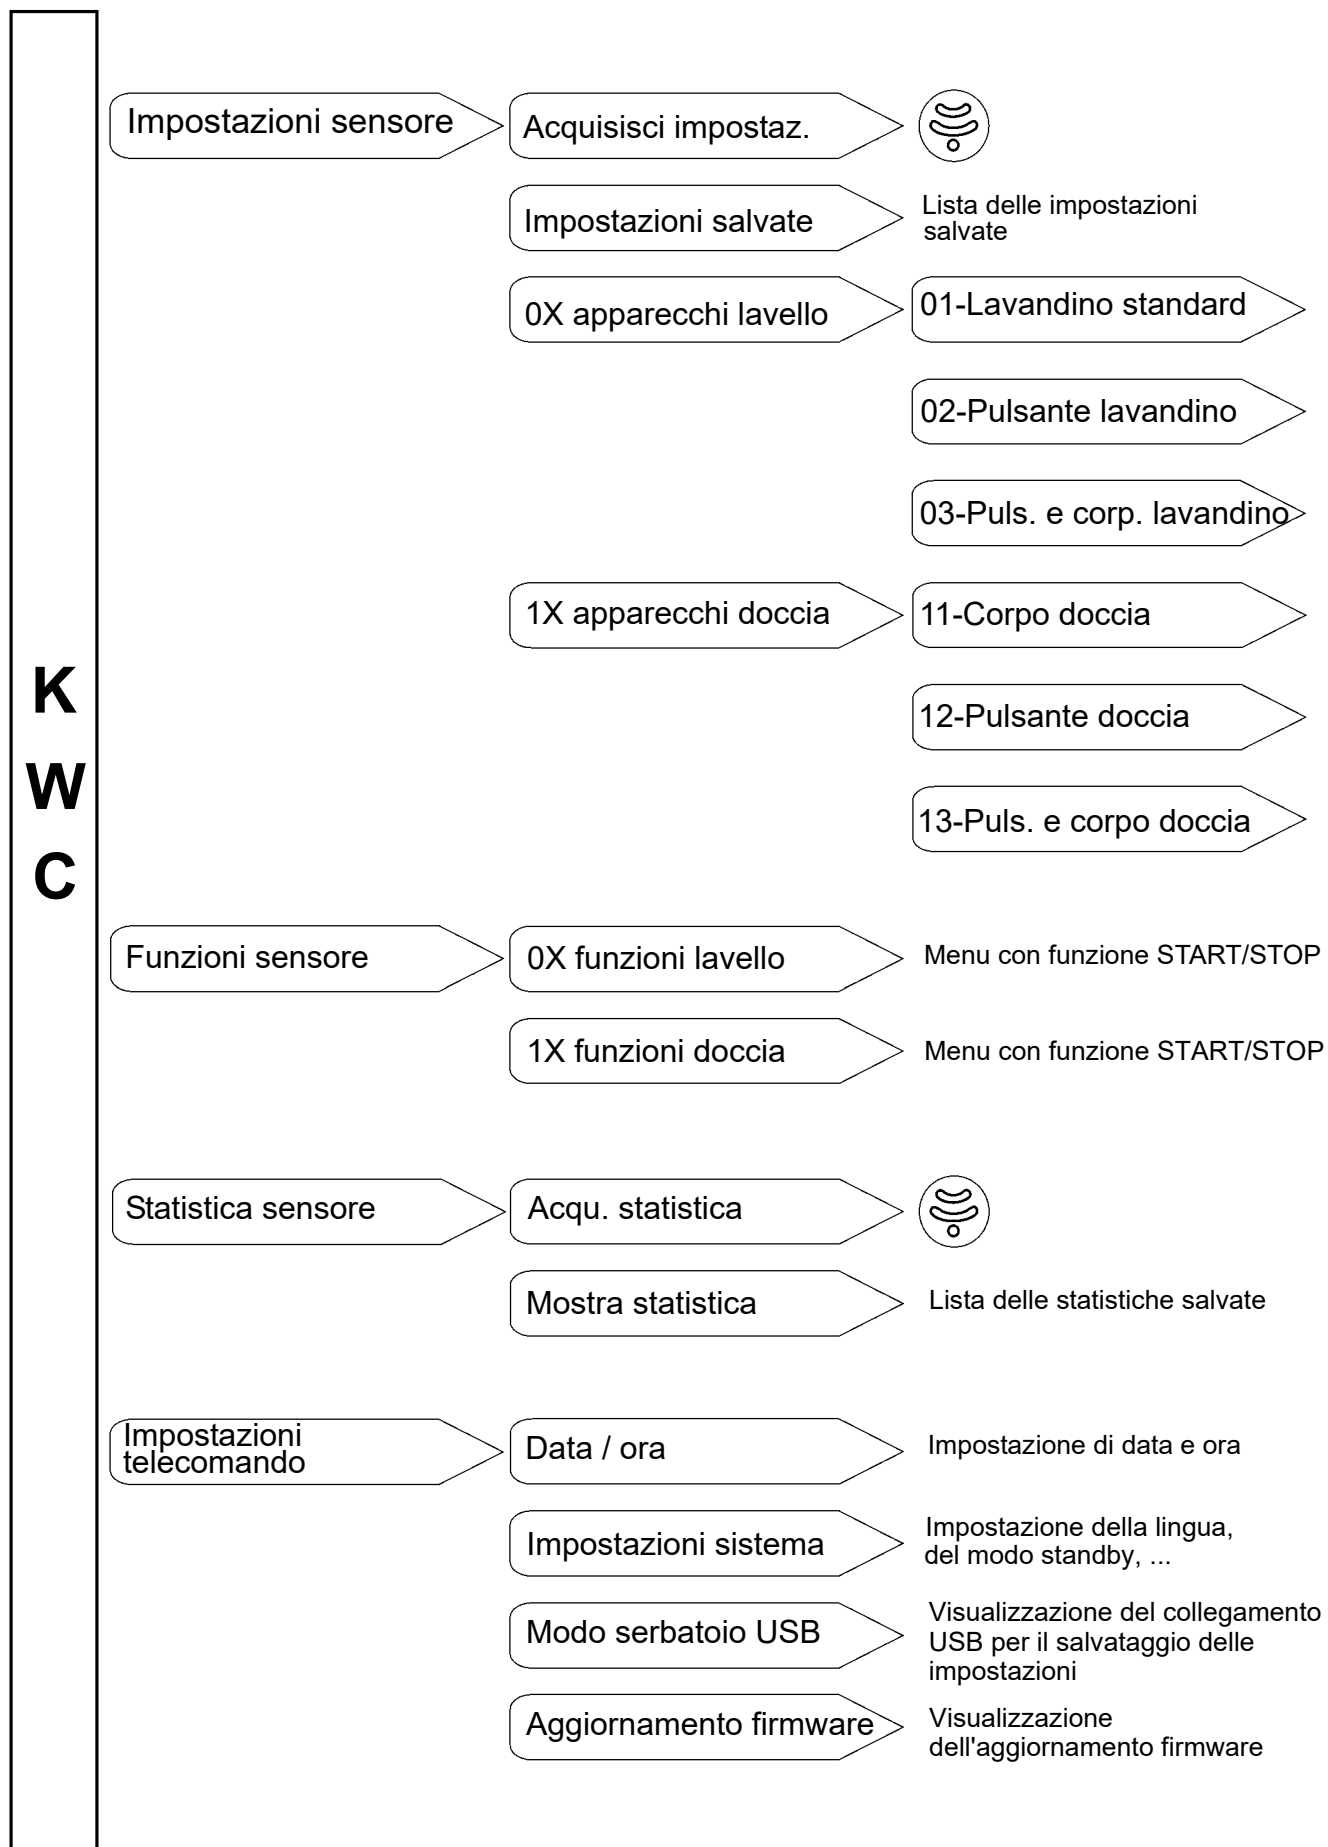 K
W
C
Impostazioni sensore
Acquisisci impostaz.
Impostazioni salvate
Lista delle impostazioni
salvate
0X apparecchi lavello
01-Lavandino standard
02-Pulsante lavandino
03-Puls. e corp. lavandino
1X apparecchi doccia
11-Corpo doccia
12-Pulsante doccia
13-Puls. e corpo doccia
Funzioni sensore
0X funzioni lavello
Menu con funzione START/STOP
1X funzioni doccia
Menu con funzione START/STOP
Statistica sensore
Acqu. statistica
Mostra statistica
Lista delle statistiche salvate
Impostazioni
telecomando
Data / ora
Impostazione di data e ora
Impostazioni sistema
Impostazione della lingua,
del modo standby, ...
Modo serbatoio USB
Visualizzazione del collegamento
USB per il salvataggio delle
impostazioni
Aggiornamento firmware
Visualizzazione
dell'aggiornamento firmware